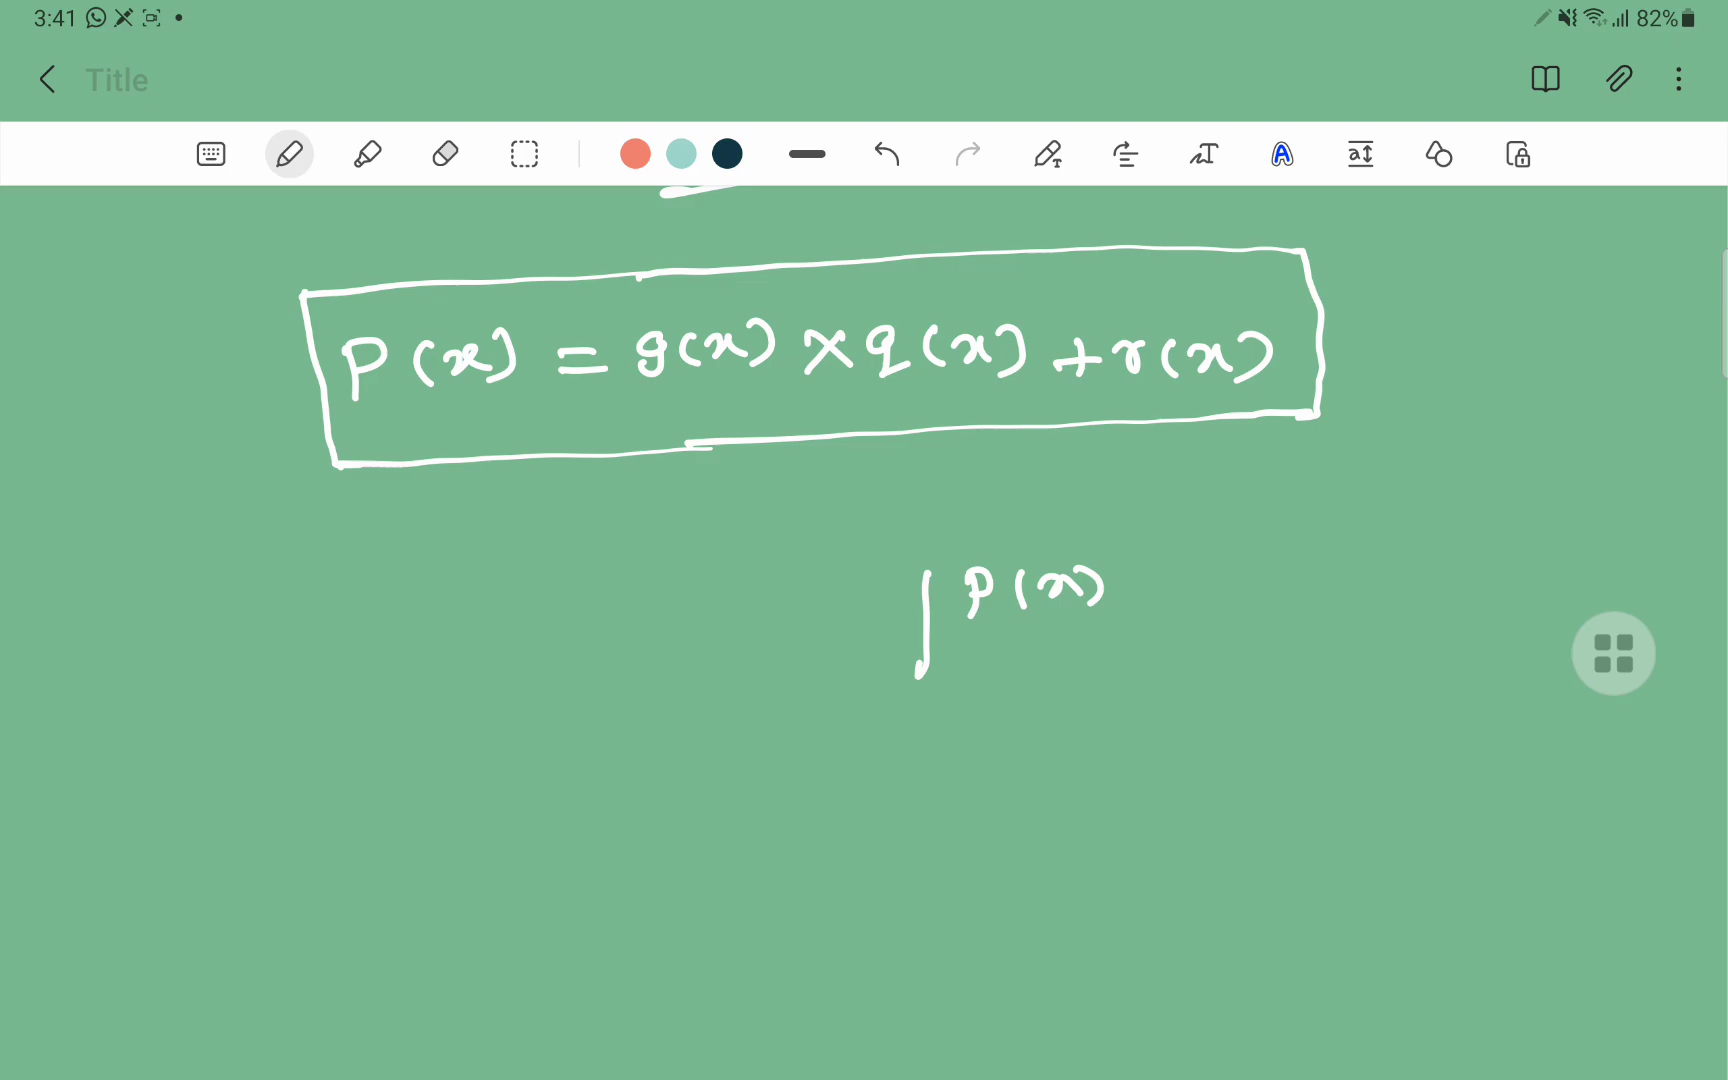 3:41 82%
Title
P(x) = g(x) × q(x) + r(x)
P(x)